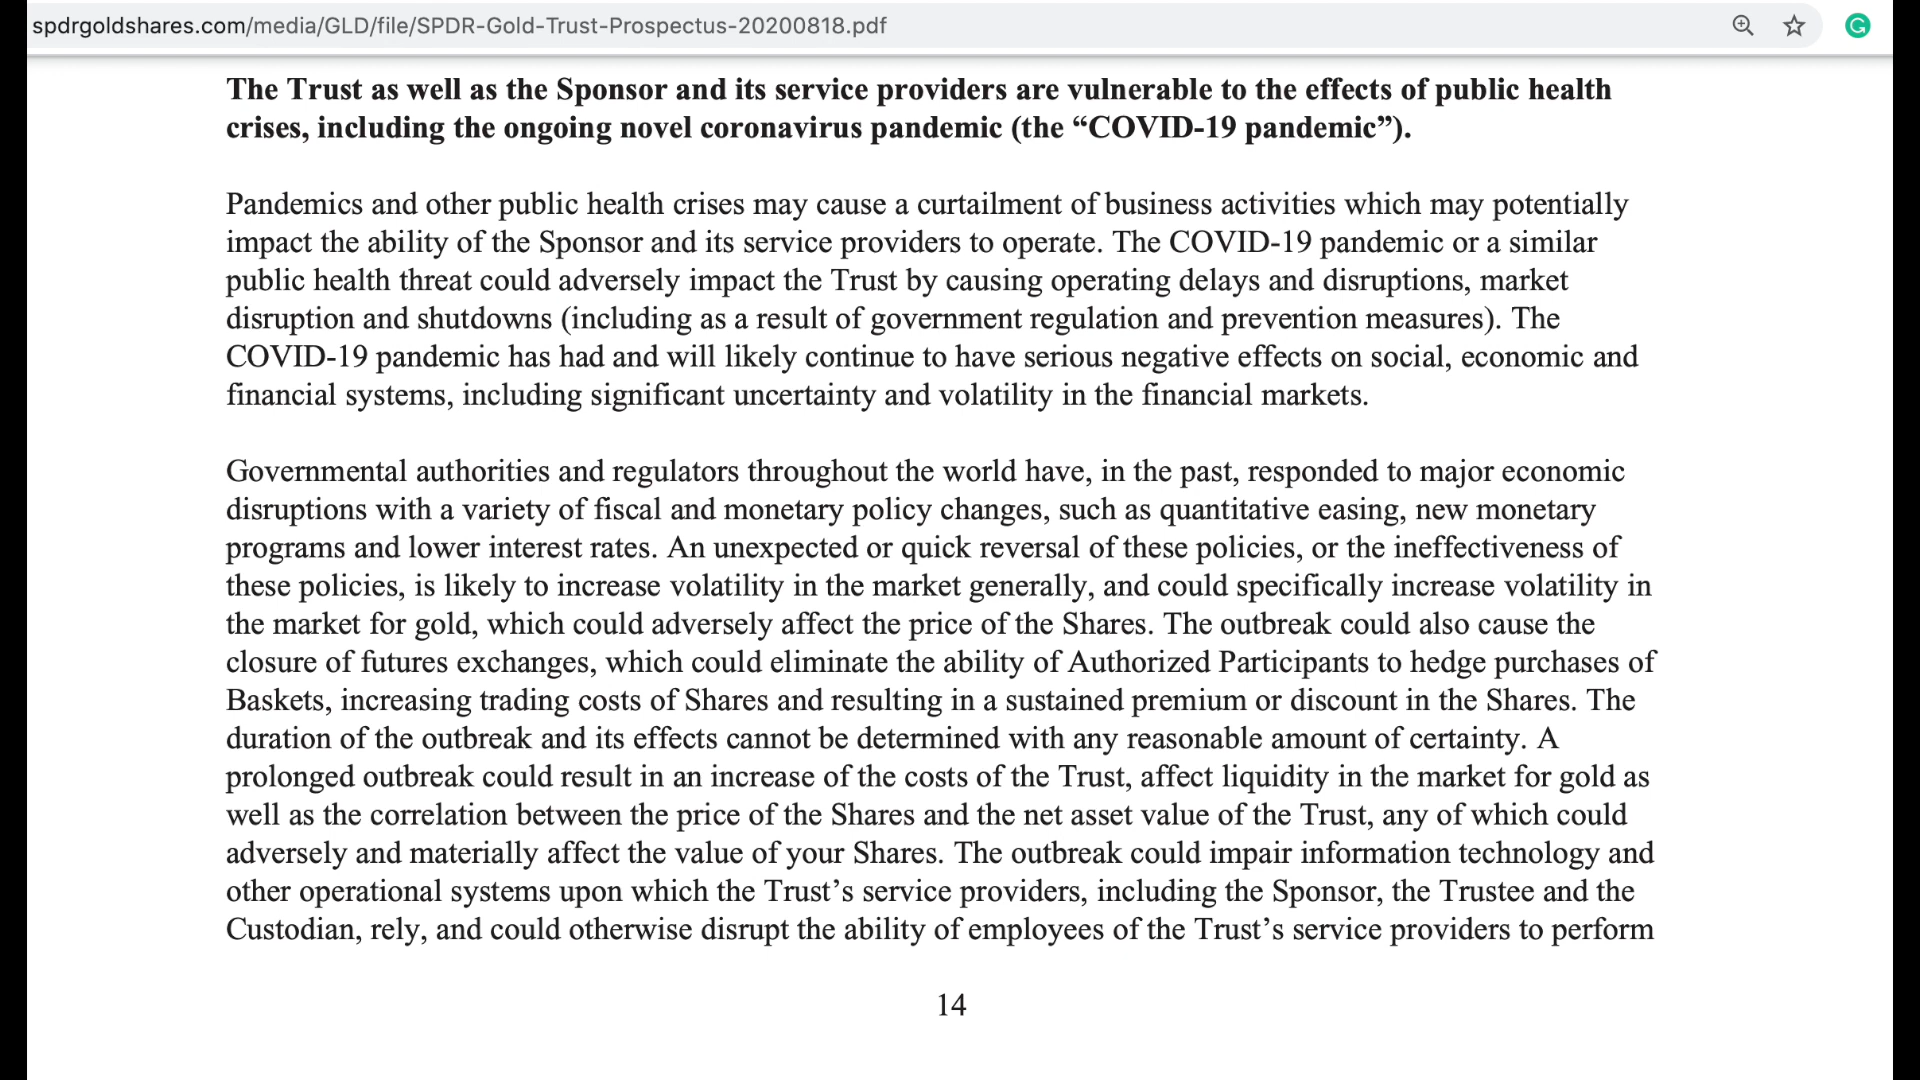 spdrgoldshares.com/media/GLD/file/SPDR-Gold-Trust-Prospectus-20200818.pdf
The Trust as well as the Sponsor and its service providers are vulnerable to the effects of public health
crises, including the ongoing novel coronavirus pandemic (the “COVID-19 pandemic”).
Pandemics and other public health crises may cause a curtailment of business activities which may potentially
impact the ability of the Sponsor and its service providers to operate. The COVID-19 pandemic or a similar
public health threat could adversely impact the Trust by causing operating delays and disruptions, market
disruption and shutdowns (including as a result of government regulation and prevention measures). The
COVID-19 pandemic has had and will likely continue to have serious negative effects on social, economic and
financial systems, including significant uncertainty and volatility in the financial markets.
Governmental authorities and regulators throughout the world have, in the past, responded to major economic
disruptions with a variety of fiscal and monetary policy changes, such as quantitative easing, new monetary
programs and lower interest rates. An unexpected or quick reversal of these policies, or the ineffectiveness of
these policies, is likely to increase volatility in the market generally, and could specifically increase volatility in
the market for gold, which could adversely affect the price of the Shares. The outbreak could also cause the
closure of futures exchanges, which could eliminate the ability of Authorized Participants to hedge purchases of
Baskets, increasing trading costs of Shares and resulting in a sustained premium or discount in the Shares. The
duration of the outbreak and its effects cannot be determined with any reasonable amount of certainty. A
prolonged outbreak could result in an increase of the costs of the Trust, affect liquidity in the market for gold as
well as the correlation between the price of the Shares and the net asset value of the Trust, any of which could
adversely and materially affect the value of your Shares. The outbreak could impair information technology and
other operational systems upon which the Trust’s service providers, including the Sponsor, the Trustee and the
Custodian, rely, and could otherwise disrupt the ability of employees of the Trust’s service providers to perform
14